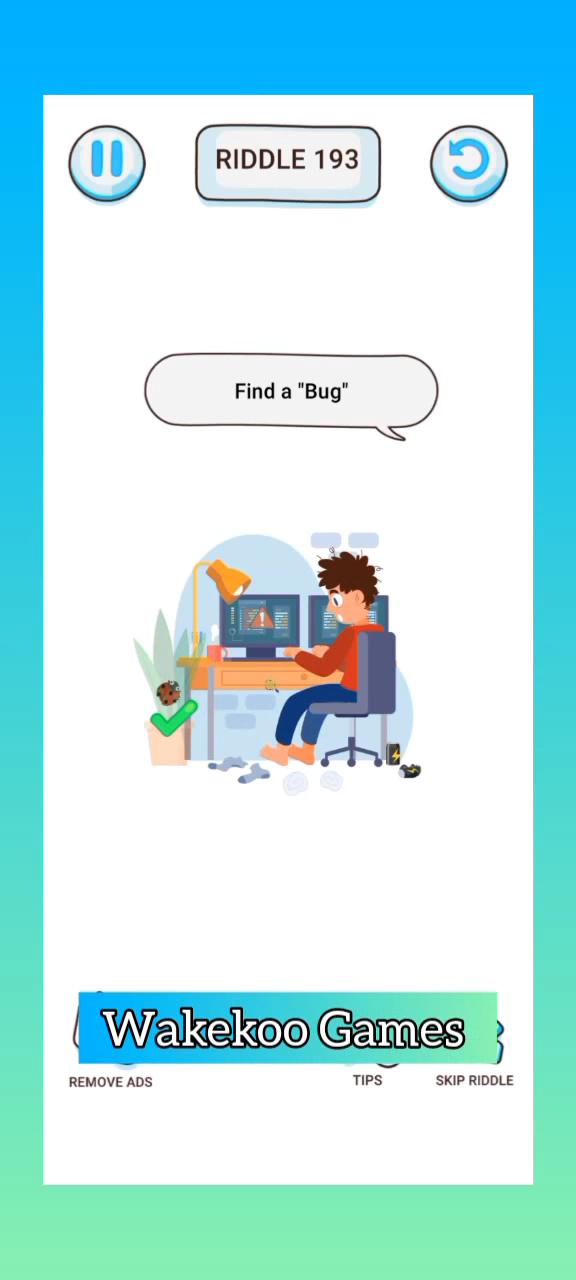 RIDDLE 193
Find a "Bug"
Wakekoo Games
REMOVE ADS
TIPS
SKIP RIDDLE